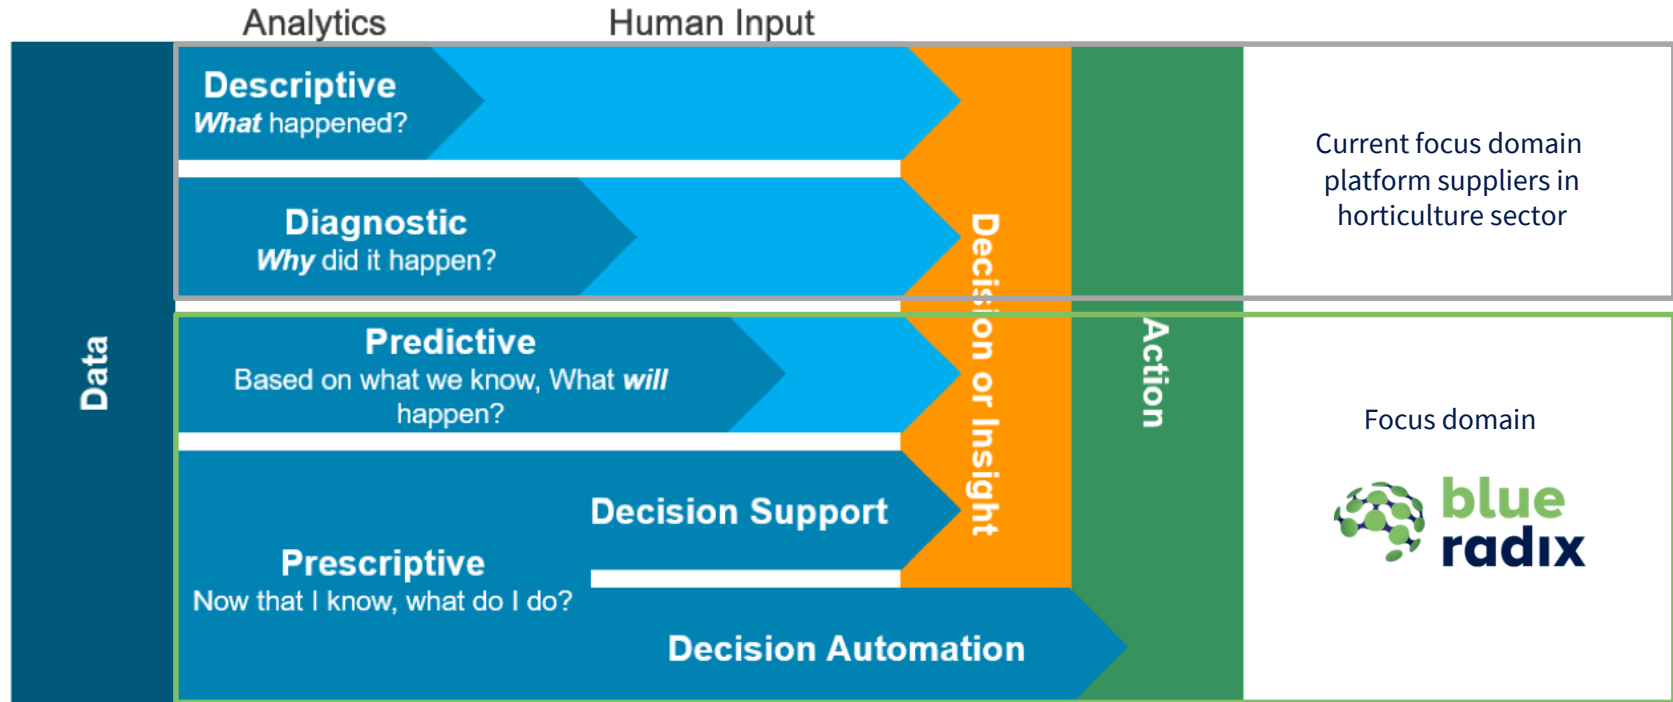 Analytics
Human Input
Data
Descriptive
What happened?
Diagnostic
Why did it happen?
Predictive
Based on what we know, What will
happen?
Prescriptive
Now that I know, what do I do?
Decision Support
Decision Automation
Decision or Insight
Action
Current focus domain
platform suppliers in
horticulture sector
Focus domain
blue
radıx